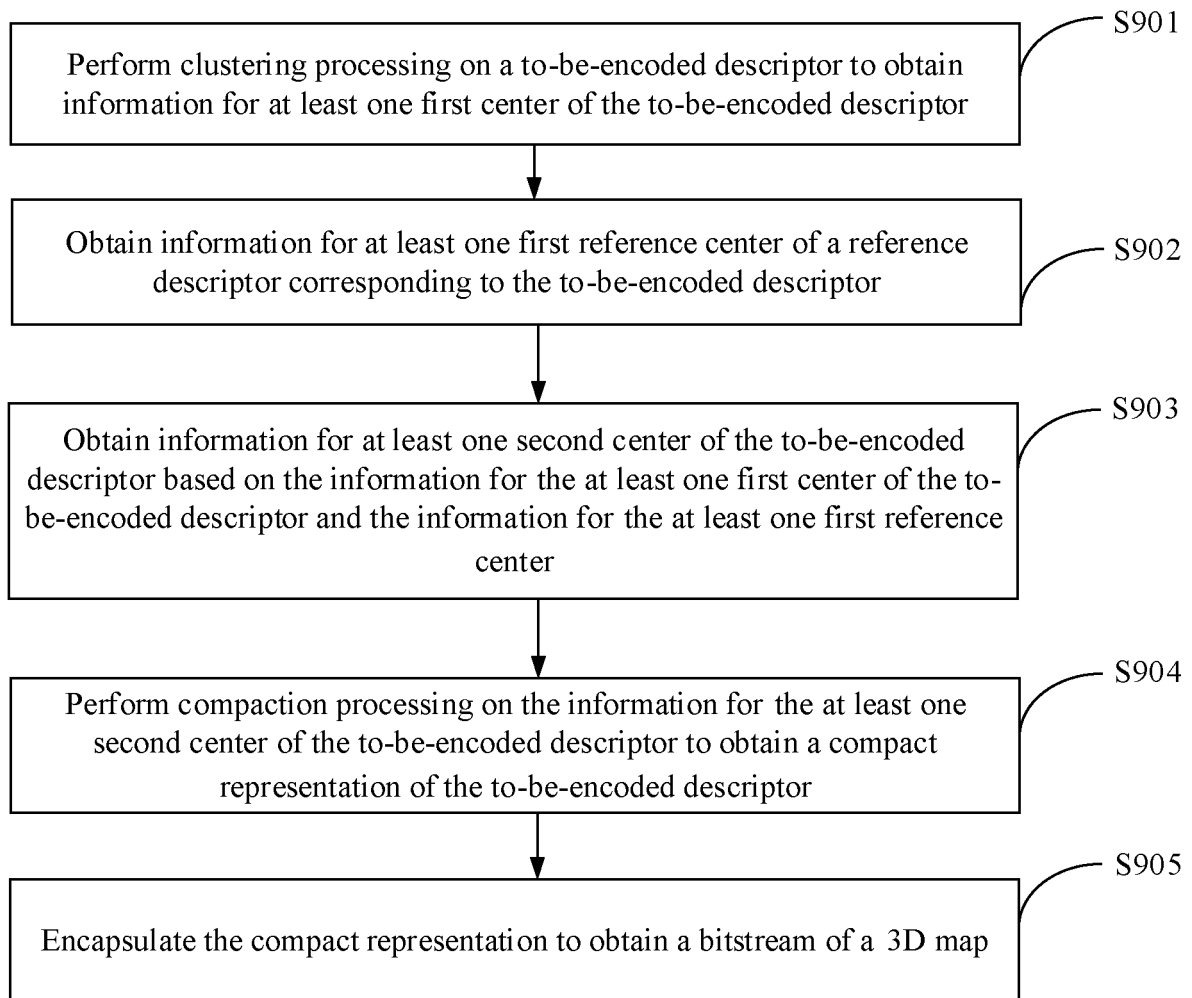 S901
Perform clustering processing on a to-be-encoded descriptor to obtain
information for at least one first center of the to-be-encoded descriptor
S902
Obtain information for at least one first reference center of a reference
descriptor corresponding to the to-be-encoded descriptor
S903
Obtain information for at least one second center of the to-be-encoded
descriptor based on the information for the at least one first center of the to-
be-encoded descriptor and the information for the at least one first reference
center
S904
Perform compaction processing on the information for the at least one
second center of the to-be-encoded descriptor to obtain a compact
representation of the to-be-encoded descriptor
S905
Encapsulate the compact representation to obtain a bitstream of a 3D map